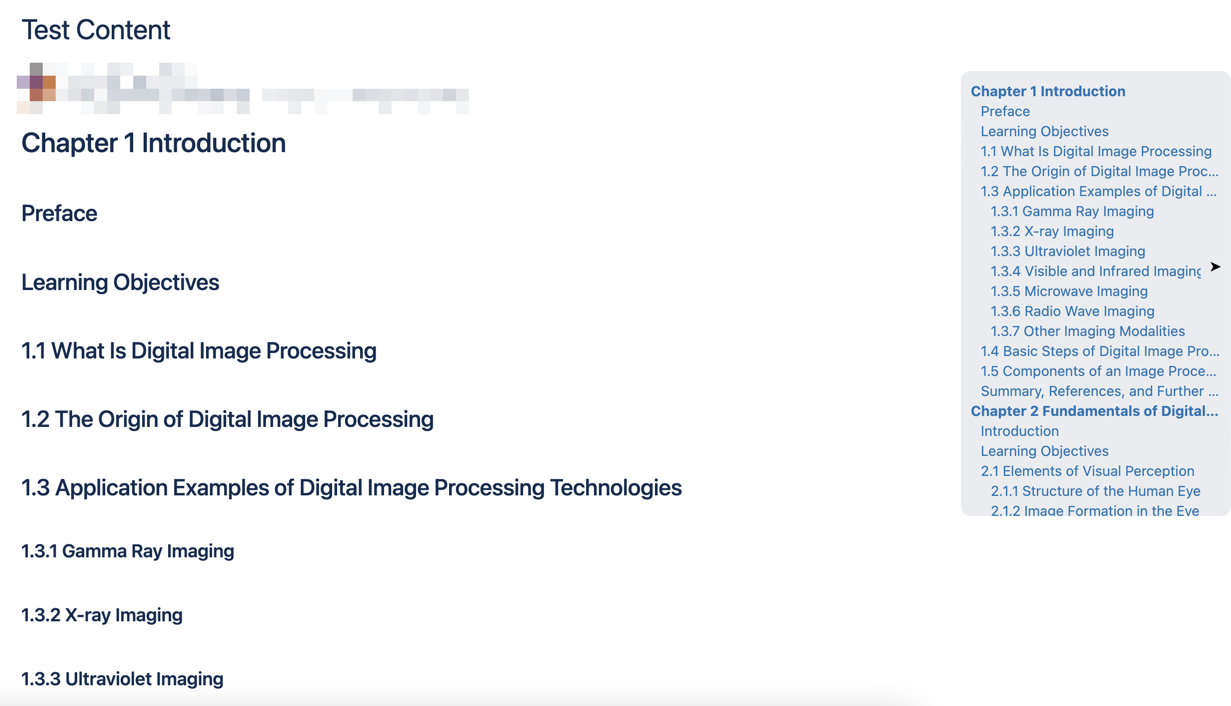 Test Content
Chapter 1 Introduction
Preface
Learning Objectives
1.1 What Is Digital Image Processing
1.2 The Origin of Digital Image Processing
1.3 Application Examples of Digital Image Processing Technologies
1.3.1 Gamma Ray Imaging
1.3.2 X-ray Imaging
1.3.3 Ultraviolet Imaging
Chapter 1 Introduction
Preface
Learning Objectives
1.1 What Is Digital Image Processing
1.2 The Origin of Digital Image Proc...
1.3 Application Examples of Digital ...
1.3.1 Gamma Ray Imaging
1.3.2 X-ray Imaging
1.3.3 Ultraviolet Imaging
1.3.4 Visible and Infrared Imaging
1.3.5 Microwave Imaging
1.3.6 Radio Wave Imaging
1.3.7 Other Imaging Modalities
1.4 Basic Steps of Digital Image Pro...
1.5 Components of an Image Proce...
Summary, References, and Further ...
Chapter 2 Fundamentals of Digital...
Introduction
Learning Objectives
2.1 Elements of Visual Perception
2.1.1 Structure of the Human Eye
2.1.2 Image Formation in the Eye